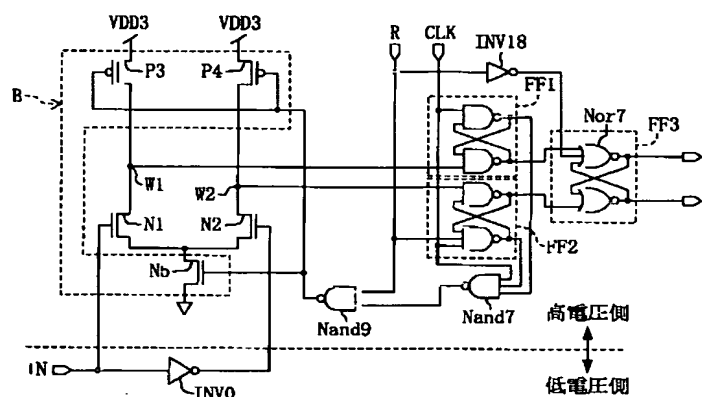 VDD3 VDD3
R CLK
INV18
P3 P4
FF1
B
Nor7
FF3
W1
W2
N1 N2
FF2
N5
Nand9 Nand7
高電圧側
IN
低電圧側
INV0